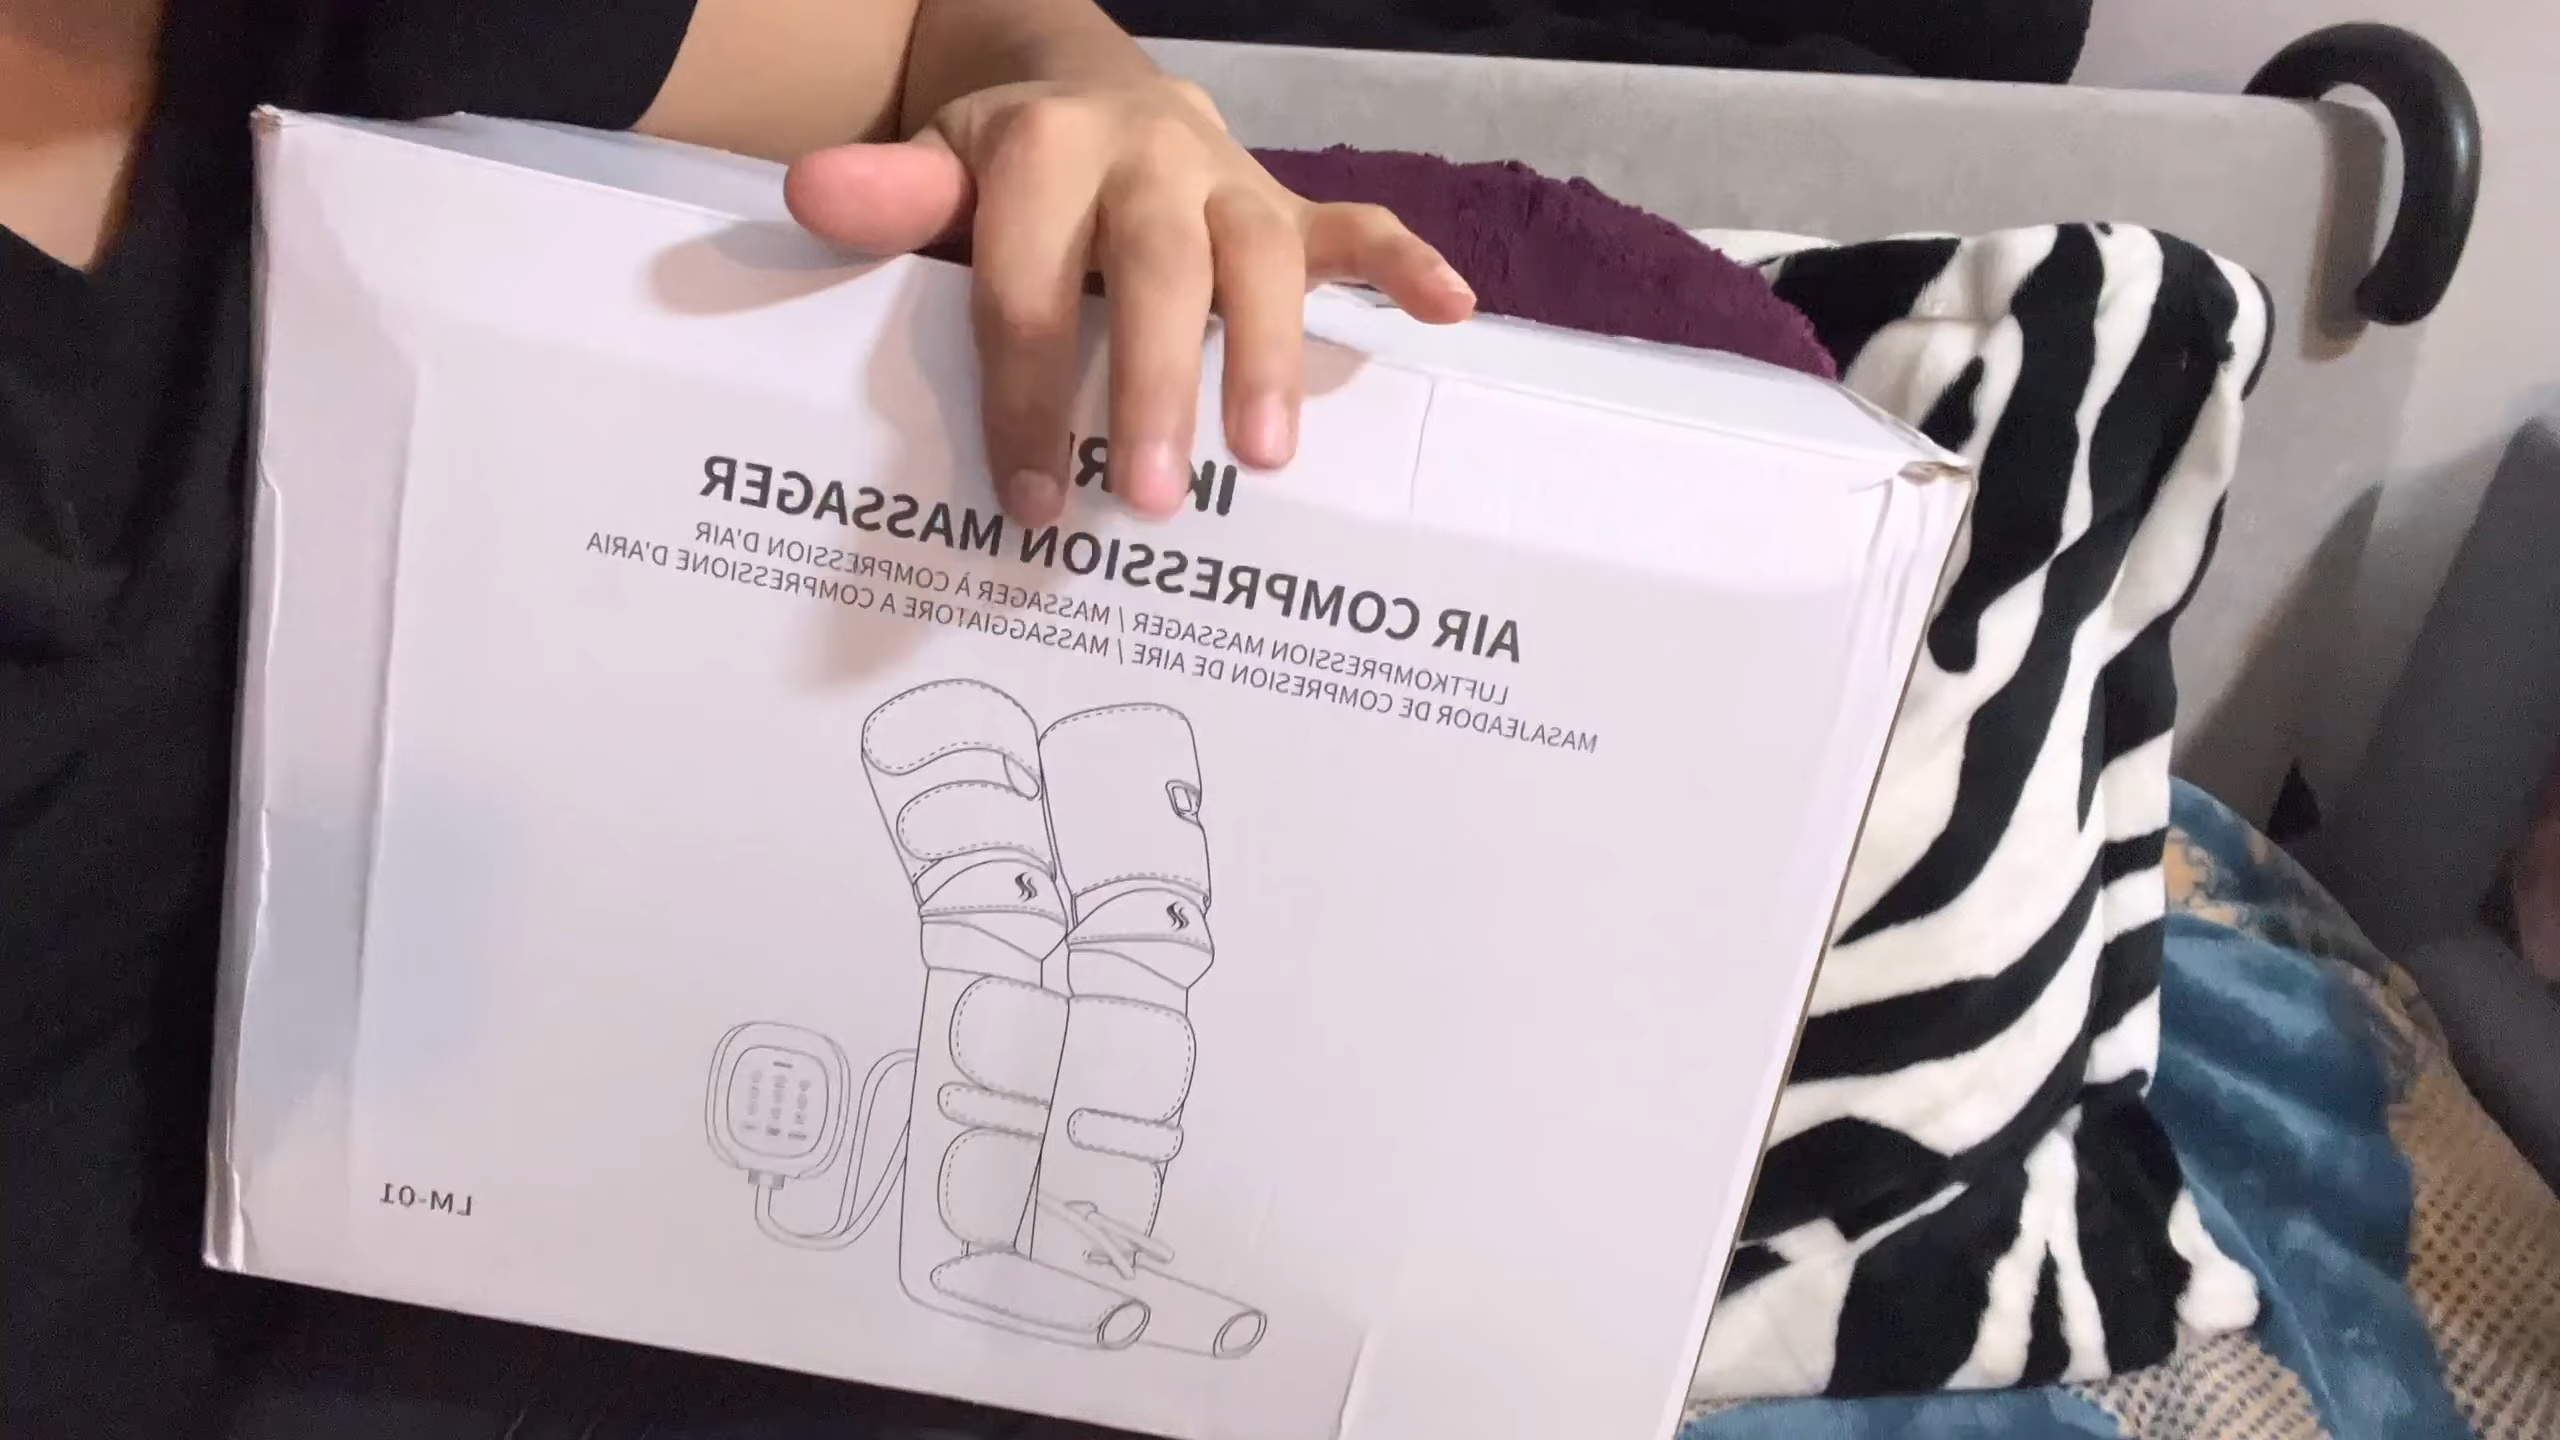 AIR COMPRESSION MASSAGER
LUFTKOMPRESSION MASSAGER / MASSAGER À COMPRESSION D'AIR
MASAJEADOR DE COMPRESION DE AIRE / MASSAGGIATORE A COMPRESSIONE D'ARIA
LM-01